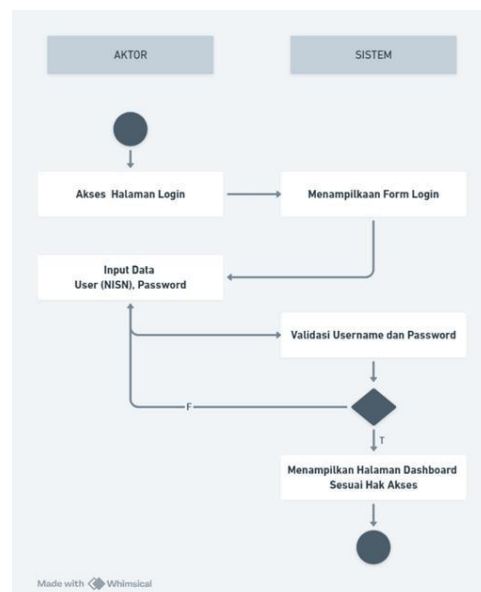 AKTOR
SISTEM
Akses Halaman Login
Menampilkaan Form Login
Input Data
User (NISN), Password
Validasi Username dan Password
F
T
Menampilkan Halaman Dashboard
Sesuai Hak Akses
Made with Whimsical